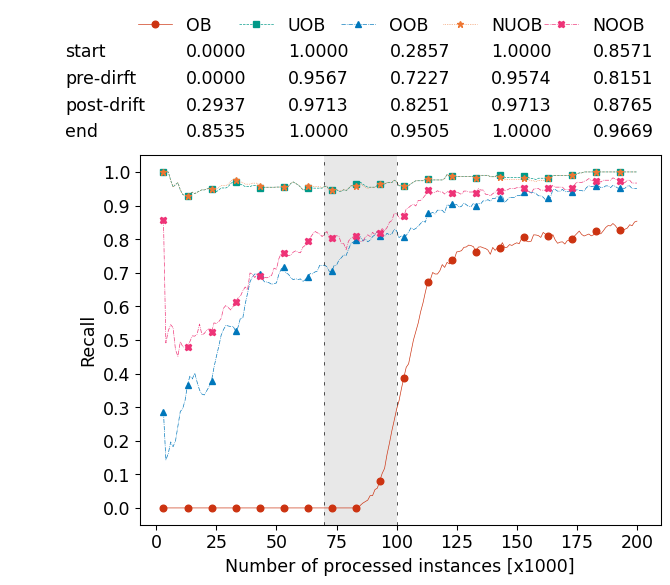 OB UOB OOB NUOB NOOB
start 0.0000 1.0000 0.2857 1.0000 0.8571
pre-dirft 0.0000 0.9567 0.7227 0.9574 0.8151
post-drift 0.2937 0.9713 0.8251 0.9713 0.8765
end 0.8535 1.0000 0.9505 1.0000 0.9669
1.0
0.9
0.8
0.7
0.6
0.5
0.4
0.3
0.2
0.1
0.0
Recall
0 25 50 75 100 125 150 175 200
Number of processed instances [x1000]